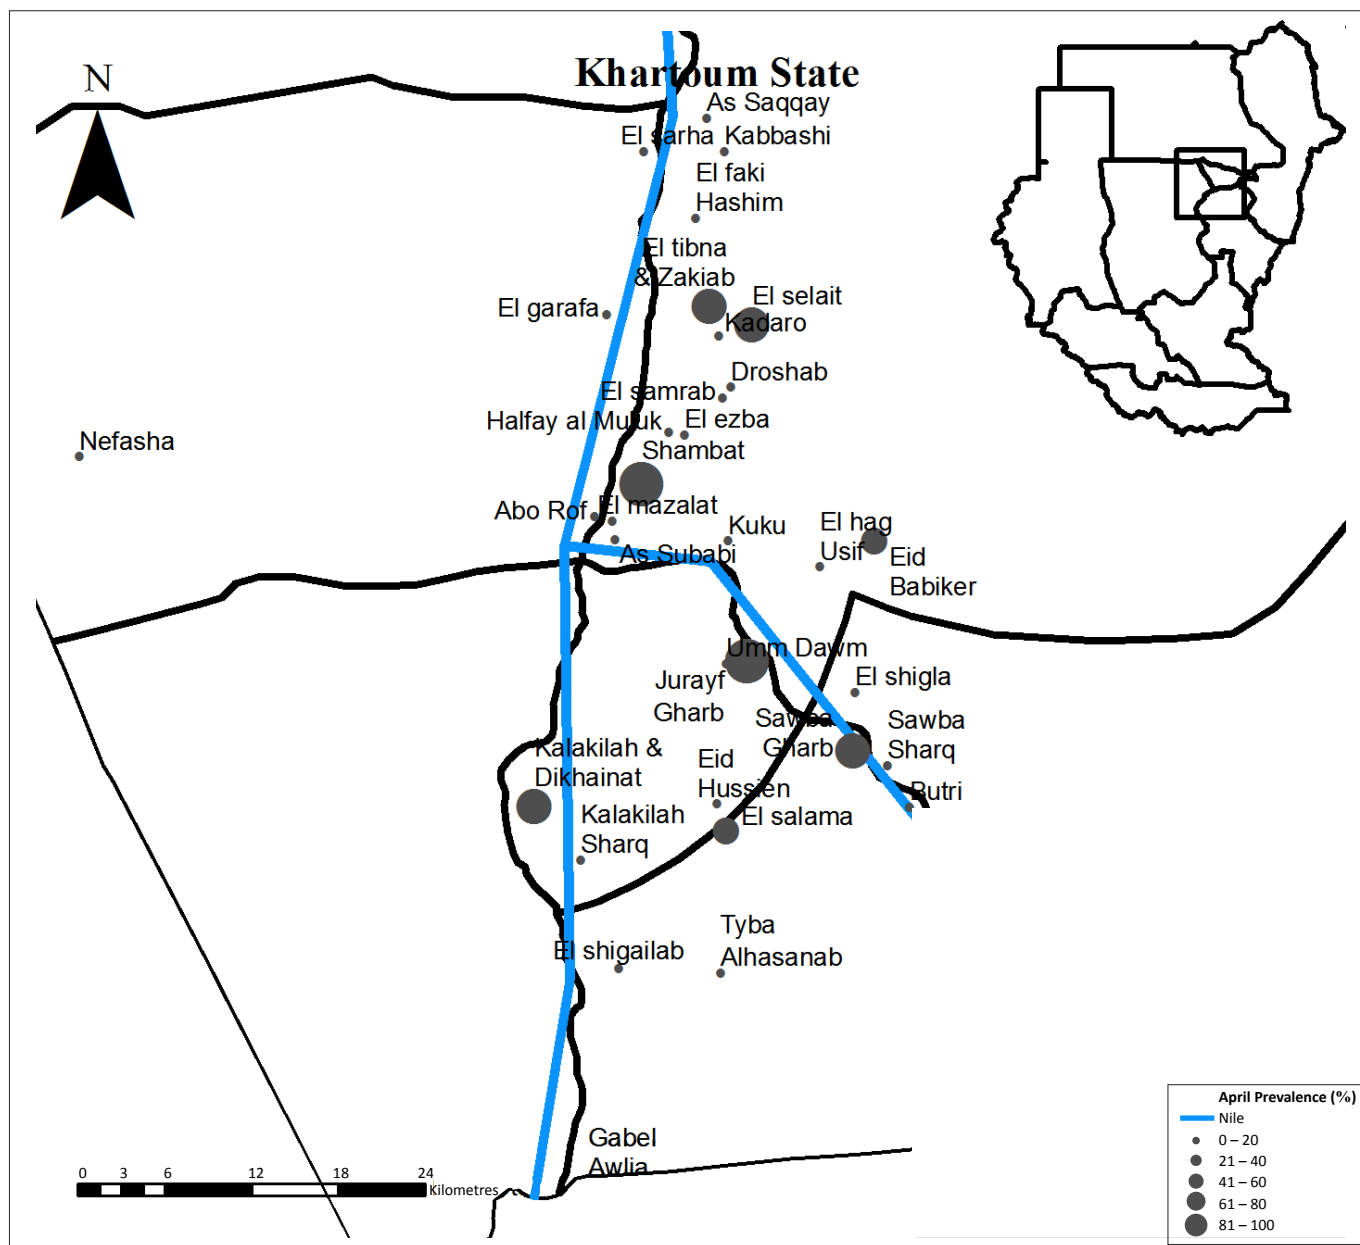 Khartoum State
N
As Saqqay
El sarha
Kabbashi
El faki
Hashim
El tibna
& Zakiab
El selait
El garafa
Kadaro
Droshab
El samrab
Halfay al Muluk
El ezba
Nefasha
Shambat
Abo Rof
El mazalat
Kuku
El hag
Usif
As Subabi
Eid
Babiker
Umm Dawm
Jurayf
Gharb
El shigla
Sawba
Gharb
Sawba
Sharq
Kalakilah &
Dikhainat
Eid
Hussien
Butri
El salama
Kalakilah
Sharq
Tyba
Alhasanab
El shigailab
Gabel
Awlia
0 3 6 12 18 24
Kilometres
April Prevalence (%)
Nile
0 – 20
21 – 40
41 – 60
61 – 80
81 – 100